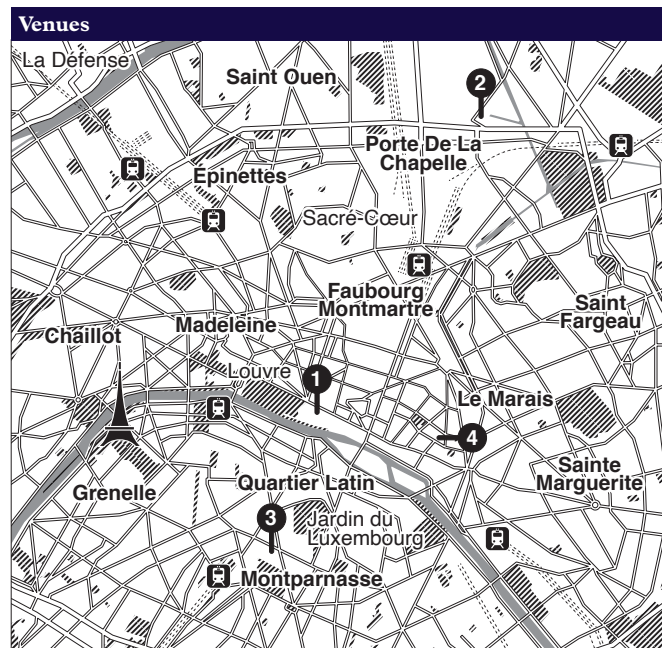 Venues
La Défense
Saint Ouen
2
Porte De La
Chapelle
Epinettes
Sacré-Cœur
Faubourg
Montmartre
Saint
Fargeau
Madeleine
Chaillot
Louvre
1
Le Marais
4
Sainte
Marguerite
Quartier Latin
Grenelle
3
Jardin du
Luxembourg
Montparnasse